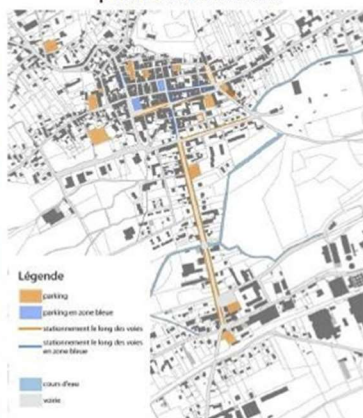 Légende
parking
parking en zone bleue
stationnement le long des voies
stationnement le long des voies
en zone bleue
cours d'eau
voirie